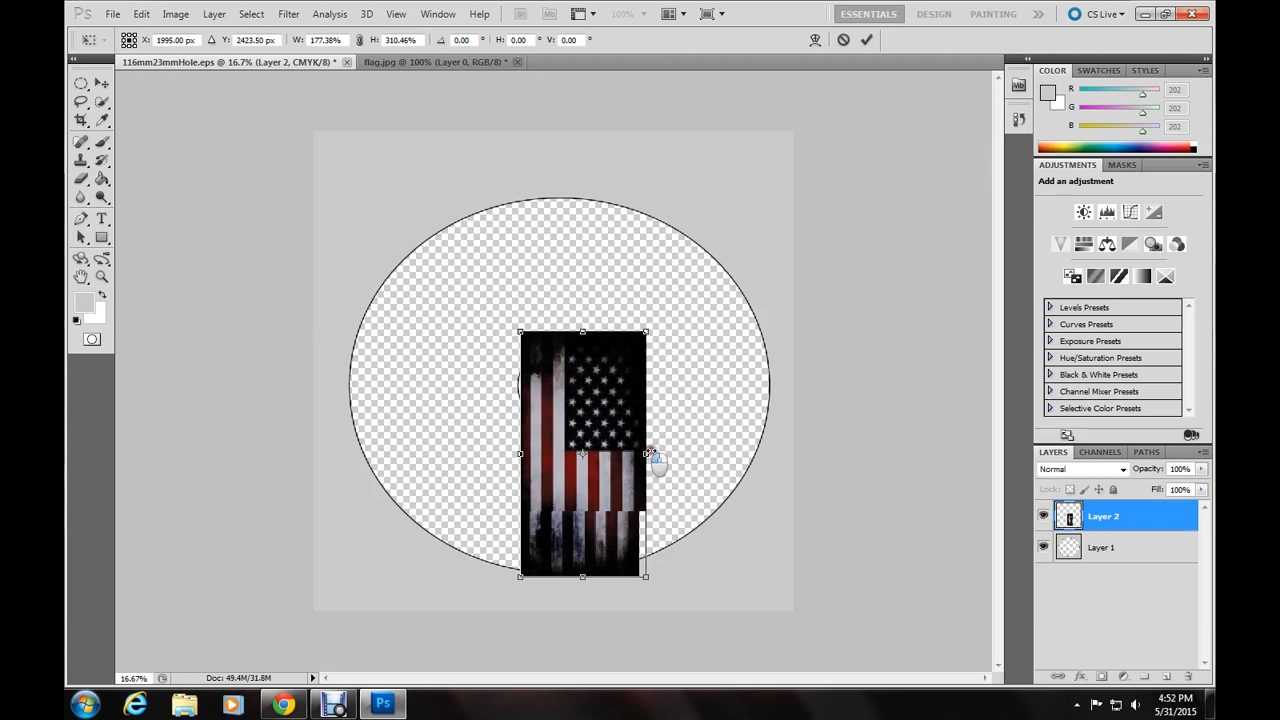 Ps File Edit Image Layer Select Filter Analysis 3D View Window Help Br Mb 100% ESSENTIALS DESIGN PAINTING CS Live
X: 1995.00 px Y: 2423.50 px W: 177.38% H: 310.46% 0.00 ° H: 0.00 ° V: 0.00 °
116mm23mmHole.eps @ 16.7% (Layer 2, CMYK/8) * flag.jpg @ 100% (Layer 0, RGB/8) *
COLOR SWATCHES STYLES
R 202
G 202
B 202
ADJUSTMENTS MASKS
Add an adjustment
Levels Presets
Curves Presets
Exposure Presets
Hue/Saturation Presets
Black & White Presets
Channel Mixer Presets
Selective Color Presets
LAYERS CHANNELS PATHS
Normal Opacity: 100%
Lock: Fill: 100%
Layer 2
Layer 1
16.67% Doc: 49.4M/31.8M
Ps
4:52 PM
5/31/2015